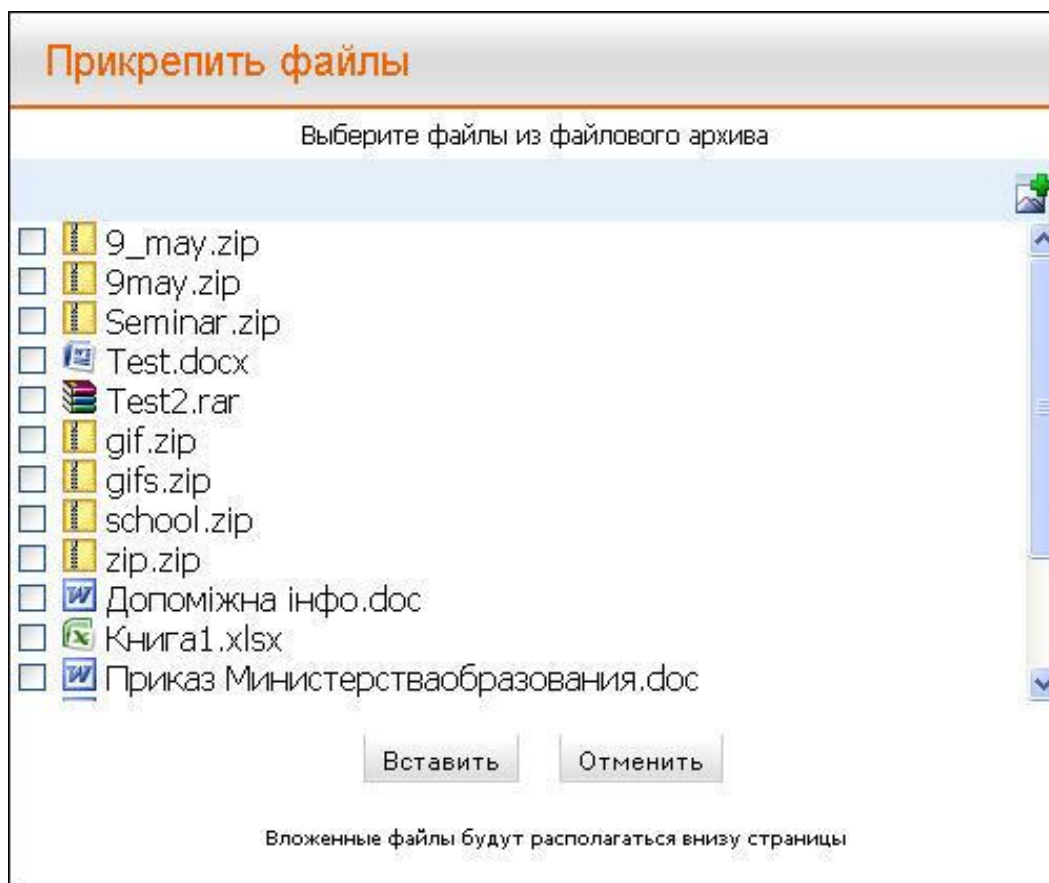 Прикрепить файлы
Выберите файлы из файлового архива
9_may.zip
9may.zip
Seminar.zip
Test.docx
Test2.rar
gif.zip
gifs.zip
school.zip
zip.zip
Допоміжна інфо.doc
Книга1.xlsx
Приказ Министерстваобразования.doc
Вставить Отменить
Вложенные файлы будут располагаться внизу страницы